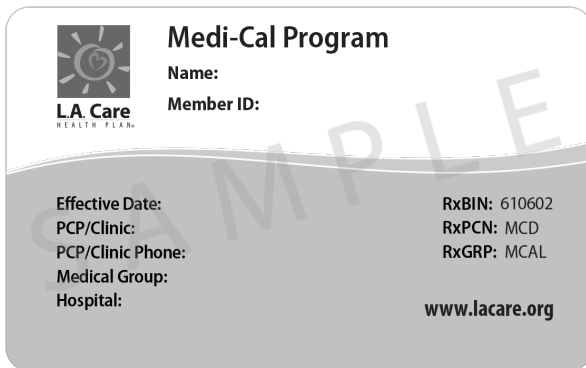 Medi-Cal Program
Name:
Member ID:
L.A. Care
HEALTH PLAN®
SAMPLE
Effective Date:
PCP/Clinic:
PCP/Clinic Phone:
Medical Group:
Hospital:
RxBIN: 610602
RxPCN: MCD
RxGRP: MCAL
www.lacare.org